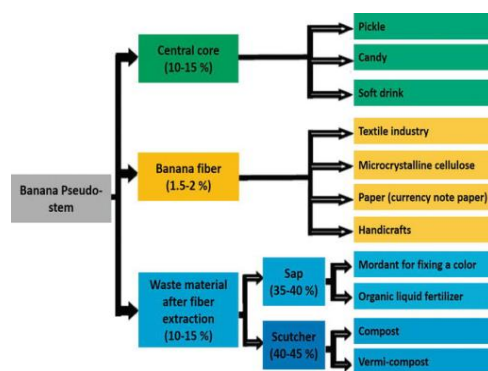 Banana Pseudo-
stem
Central core
(10-15 %)
Pickle
Candy
Soft drink
Banana fiber
(1.5-2 %)
Textile industry
Microcrystalline cellulose
Paper (currency note paper)
Handicrafts
Waste material
after fiber
extraction
(10-15 %)
Sap
(35-40 %)
Mordant for fixing a color
Organic liquid fertilizer
Scutcher
(40-45 %)
Compost
Vermi-compost